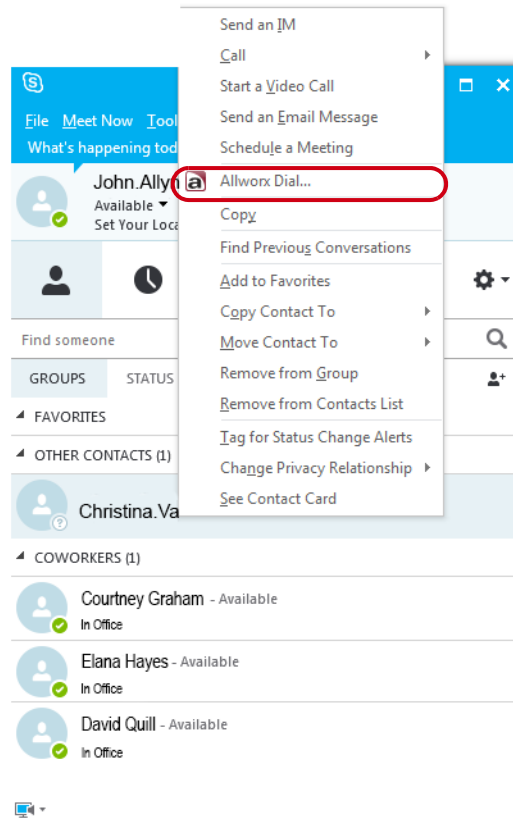 Send an IM
Call
Start a Video Call
Send an Email Message
Schedule a Meeting
Allworx Dial...
Copy
Find Previous Conversations
Add to Favorites
Copy Contact To
Move Contact To
Remove from Group
Remove from Contacts List
Tag for Status Change Alerts
Change Privacy Relationship
See Contact Card
File Meet Now Tool
What's happening tod
John.Allyn
Available
Set Your Loca
Find someone
GROUPS STATUS
FAVORITES
OTHER CONTACTS (1)
Christina.Va
COWORKERS (1)
Courtney Graham - Available
In Office
Elana Hayes - Available
In Office
David Quill - Available
In Office